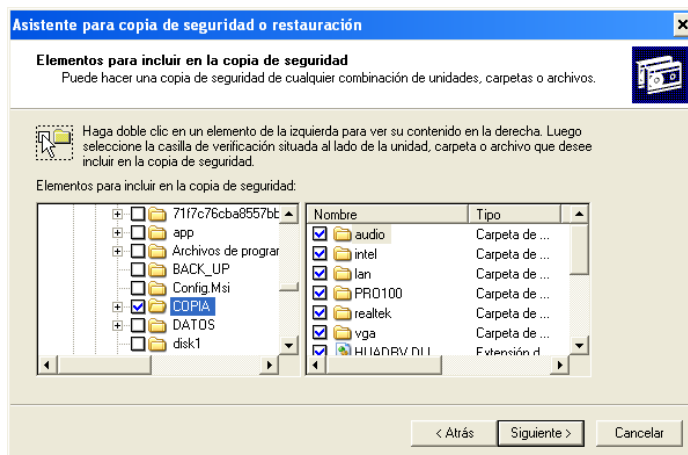 Asistente para copia de seguridad o restauración
Elementos para incluir en la copia de seguridad
Puede hacer una copia de seguridad de cualquier combinación de unidades, carpetas o archivos.
Haga doble clic en un elemento de la izquierda para ver su contenido en la derecha. Luego
seleccione la casilla de verificación situada al lado de la unidad, carpeta o archivo que desee
incluir en la copia de seguridad.
Elementos para incluir en la copia de seguridad:
71f7c76cba8557bb
app
Archivos de prograr
BACK_UP
Config.Msi
COPIA
DATOS
disk1
Nombre Tipo
audio Carpeta de ...
intel Carpeta de ...
lan Carpeta de ...
PRO100 Carpeta de ...
realtek Carpeta de ...
vga Carpeta de ...
Extensión d
< Atrás Siguiente > Cancelar